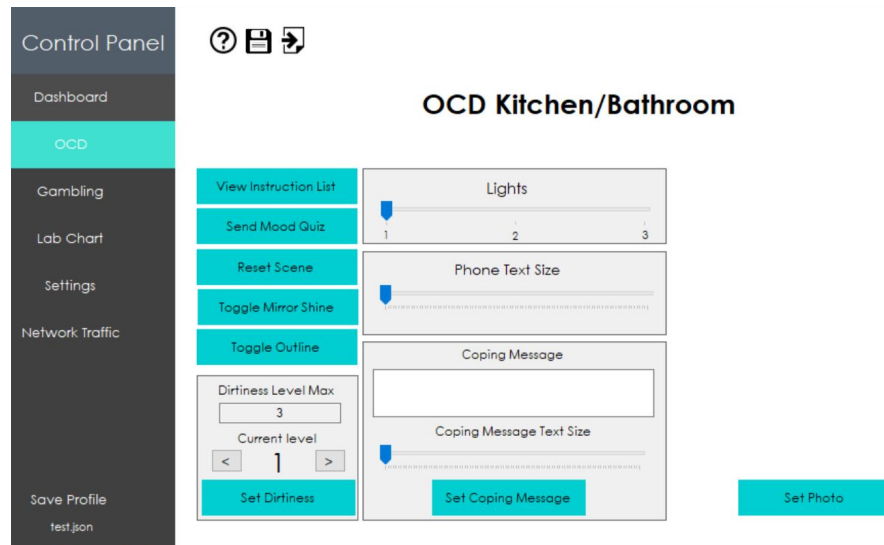 Control Panel
Dashboard
OCD
Gambling
Lab Chart
Settings
Network Traffic
Save Profile
test.json
OCD Kitchen/Bathroom
View Instruction List
Send Mood Quiz
Reset Scene
Toggle Mirror Shine
Toggle Outline
Dirtiness Level Max
3
Current level
< 1 >
Set Dirtiness
Lights
1 2 3
Phone Text Size
Coping Message
Coping Message Text Size
Set Coping Message
Set Photo